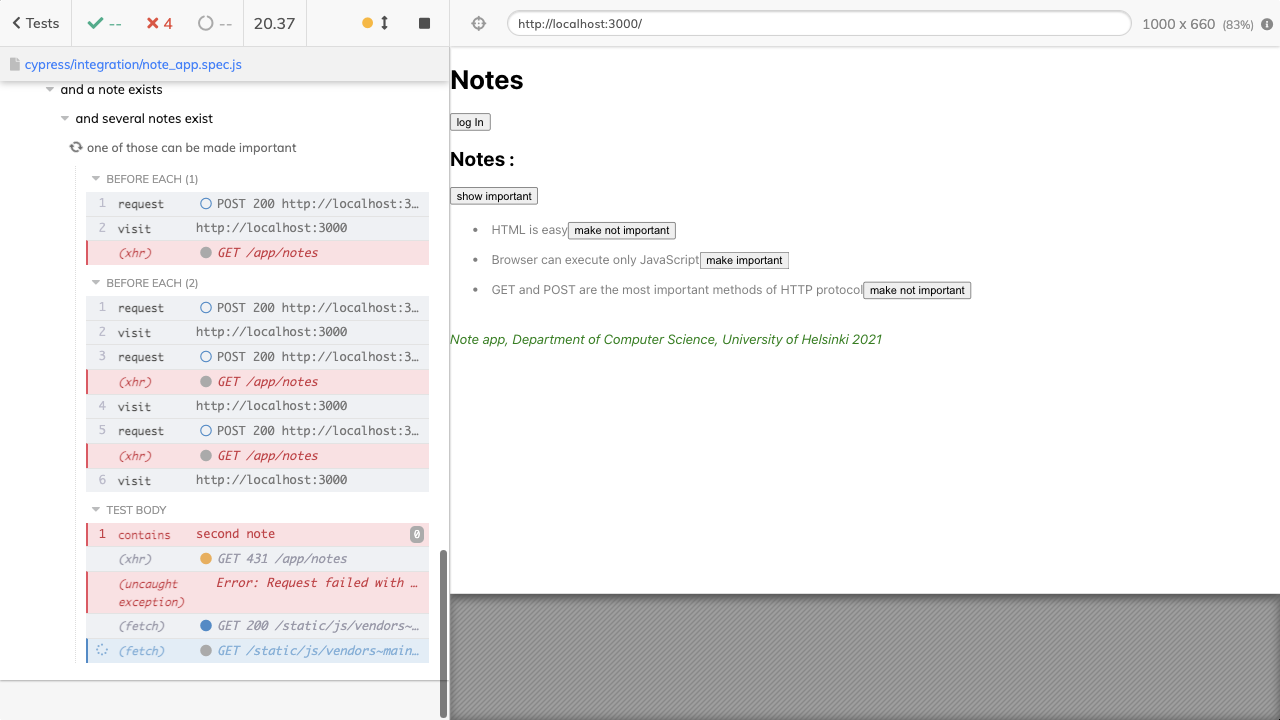 Tests
--
4
--
20.37
http://localhost:3000/
1000 x 660 (83%)
cypress/integration/note_app.spec.js
and a note exists
and several notes exist
one of those can be made important
BEFORE EACH (1)
1 request POST 200 http://localhost:3…
2 visit http://localhost:3000
(xhr) GET /app/notes
BEFORE EACH (2)
1 request POST 200 http://localhost:3…
2 visit http://localhost:3000
3 request POST 200 http://localhost:3…
(xhr) GET /app/notes
4 visit http://localhost:3000
5 request POST 200 http://localhost:3…
(xhr) GET /app/notes
6 visit http://localhost:3000
TEST BODY
1 contains second note 0
(xhr) GET 431 /app/notes
(uncaught Error: Request failed with …
exception)
(fetch) GET 200 /static/js/vendors~…
(fetch) GET /static/js/vendors~main…
Notes
log In
Notes :
show important
HTML is easy make not important
Browser can execute only JavaScript make important
GET and POST are the most important methods of HTTP protocol make not important
Note app, Department of Computer Science, University of Helsinki 2021